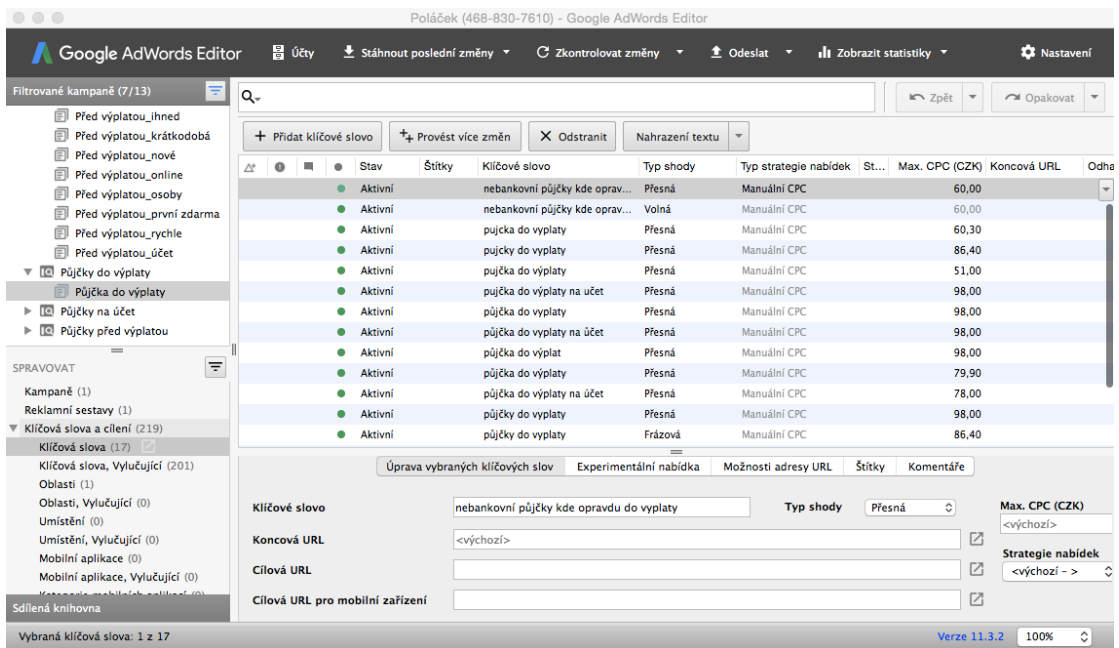 Poláček (468-830-7610) - Google AdWords Editor
Google AdWords Editor
Účty
Stáhnout poslední změny
Zkontrolovat změny
Odeslat
Zobrazit statistiky
Nastavení
Filtrované kampaně (7/13)
Před výplatou_ihned
Před výplatou_krátkodobá
Před výplatou_nové
Před výplatou_online
Před výplatou_osoby
Před výplatou_první zdarma
Před výplatou_rychle
Před výplatou_účet
Půjčky do výplaty
Půjčka do výplaty
Půjčky na účet
Půjčky před výplatou
SPRAVOVAT
Kampaně (1)
Reklamní sestavy (1)
Klíčová slova a cílení (219)
Klíčová slova (17)
Klíčová slova, Vylučující (201)
Oblasti (1)
Oblasti, Vylučující (0)
Umístění (0)
Umístění, Vylučující (0)
Mobilní aplikace (0)
Mobilní aplikace, Vylučující (0)
Sdílená knihovna
Zpět
Opakovat
+ Přidat klíčové slovo
Provést více změn
Odstranit
Nahrazení textu
Stav Štítky Klíčové slovo Typ shody Typ strategie nabídek St... Max. CPC (CZK) Koncová URL Odha
Aktivní nebankovní půjčky kde oprav... Přesná Manuální CPC 60,00
Aktivní nebankovní půjčky kde oprav... Volná Manuální CPC 60,00
Aktivní pujcka do vyplaty Přesná Manuální CPC 60,30
Aktivní pujcky do vyplaty Přesná Manuální CPC 86,40
Aktivní pujčky do výplaty Přesná Manuální CPC 51,00
Aktivní pujčka do výplaty na učet Přesná Manuální CPC 98,00
Aktivní půjčka do vyplaty Přesná Manuální CPC 98,00
Aktivní půjčka do vyplaty na ůčet Přesná Manuální CPC 98,00
Aktivní půjčka do výplat Přesná Manuální CPC 98,00
Aktivní půjčka do výplaty Přesná Manuální CPC 79,90
Aktivní půjčka do výplaty na účet Přesná Manuální CPC 78,00
Aktivní půjčky do vyplaty Přesná Manuální CPC 98,00
Aktivní půjčky do vyplaty Frázová Manuální CPC 86,40
Úprava vybraných klíčových slov
Experimentální nabídka
Možnosti adresy URL
Štítky
Komentáře
Klíčové slovo nebankovní půjčky kde opravdu do vyplaty Typ shody Přesná
Max. CPC (CZK)
<výchozí>
Koncová URL <výchozí>
Strategie nabídek
<výchozí - >
Cílová URL
Cílová URL pro mobilní zařízení
Vybraná klíčová slova: 1 z 17
Verze 11.3.2
100%